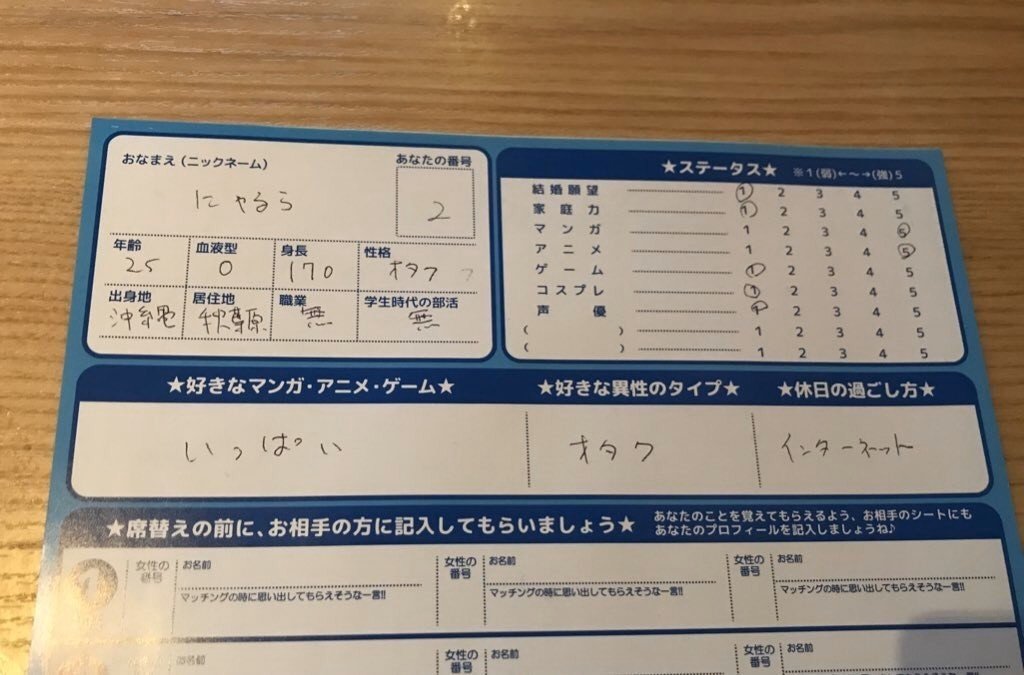 おなまえ(ニックネーム) あなたの番号
にゃるら 2
年齢 血液型 身長 性格
25 O 170 オタク
出身地 居住地 職業 学生時代の部活
沖縄 秋葉原 無 無
★ステータス★ ※1(弱)←~→(強)5
結婚願望 1 2 3 4 5
家庭力 1 2 3 4 5
マンガ 1 2 3 4 5
アニメ 1 2 3 4 5
ゲーム 1 2 3 4 5
コスプレ 1 2 3 4 5
声優 1 2 3 4 5
( ) 1 2 3 4 5
( ) 1 2 3 4 5
★好きなマンガ・アニメ・ゲーム★ ★好きな異性のタイプ★ ★休日の過ごし方★
いっぱい オタク インターネット
★席替えの前に、お相手の方に記入してもらいましょう★
あなたのことを覚えてもらえるよう、お相手のシートにも
あなたのプロフィールを記入しましょうね♪
1 女性の番号 お名前 女性の番号 お名前 女性の番号 お名前
マッチングの時に思い出してもらえそうな一言!! マッチングの時に思い出してもらえそうな一言!! マッチングの時に思い出してもらえそうな一言!!
お名前 女性の番号 お名前 女性の番号 お名前